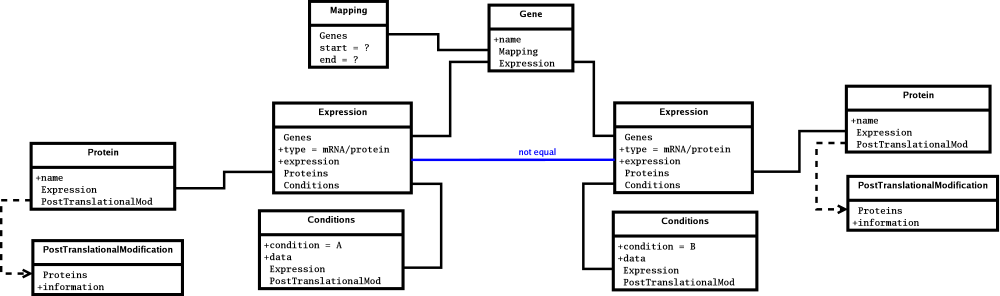 Mapping
Genes
start = ?
end = ?
Gene
+name
Mapping
Expression
Expression
Genes
+type = mRNA/protein
+expression
Proteins
Conditions
not equal
Expression
Genes
+type = mRNA/protein
+expression
Proteins
Conditions
Protein
+name
Expression
PostTranslationalMod
Protein
+name
Expression
PostTranslationalMod
PostTranslationalModification
Proteins
+information
Conditions
+condition = A
+data
Expression
PostTranslationalMod
Conditions
+condition = B
+data
Expression
PostTranslationalMod
PostTranslationalModification
Proteins
+information